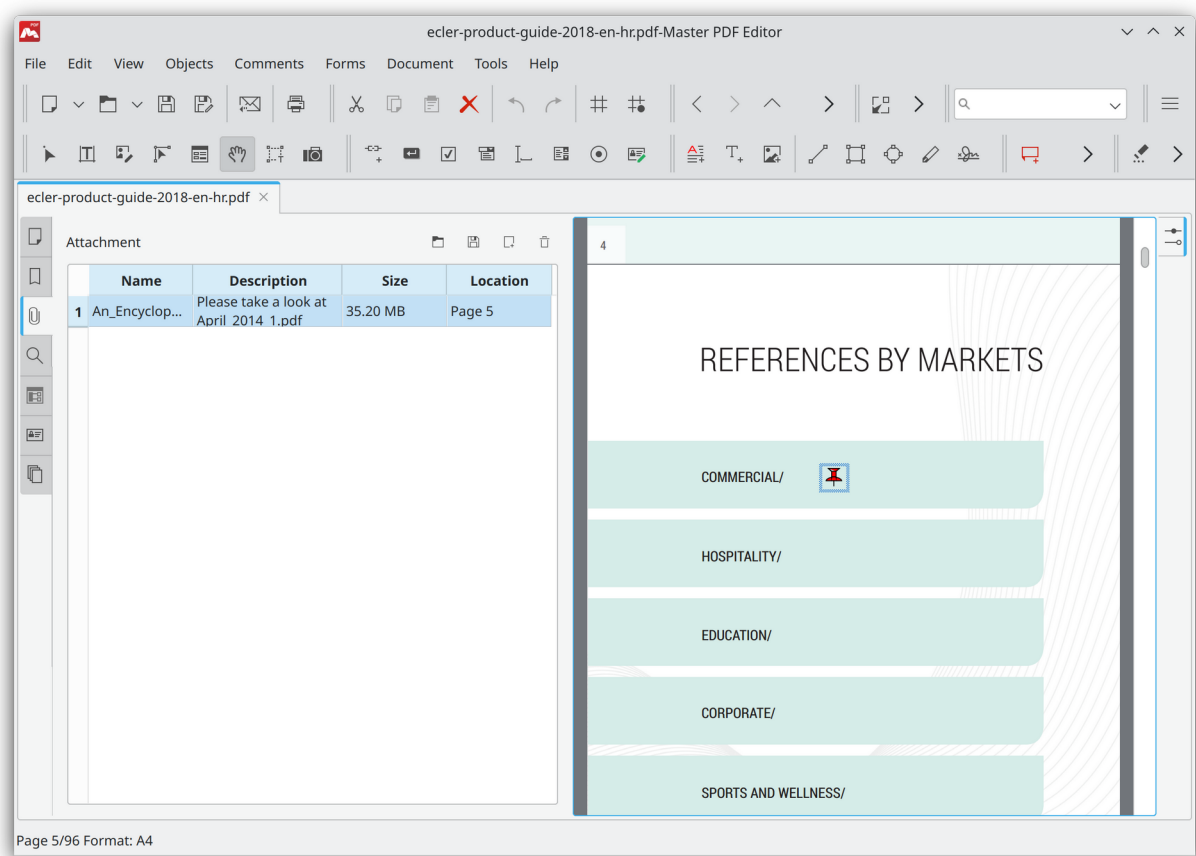 ecler-product-guide-2018-en-hr.pdf-Master PDF Editor
File Edit View Objects Comments Forms Document Tools Help
ecler-product-guide-2018-en-hr.pdf
Attachment
Name Description Size Location
1 An_Encyclop... Please take a look at 35.20 MB Page 5
April_2014_1.pdf
4
REFERENCES BY MARKETS
COMMERCIAL/
HOSPITALITY/
EDUCATION/
CORPORATE/
SPORTS AND WELLNESS/
Page 5/96 Format: A4